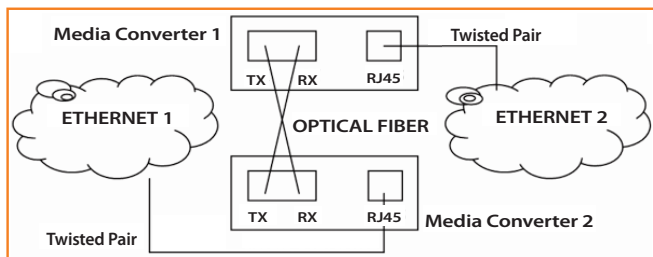 Media Converter 1
Twisted Pair
TX RX RJ45
ETHERNET 1
OPTICAL FIBER
ETHERNET 2
TX RX RJ45
Media Converter 2
Twisted Pair